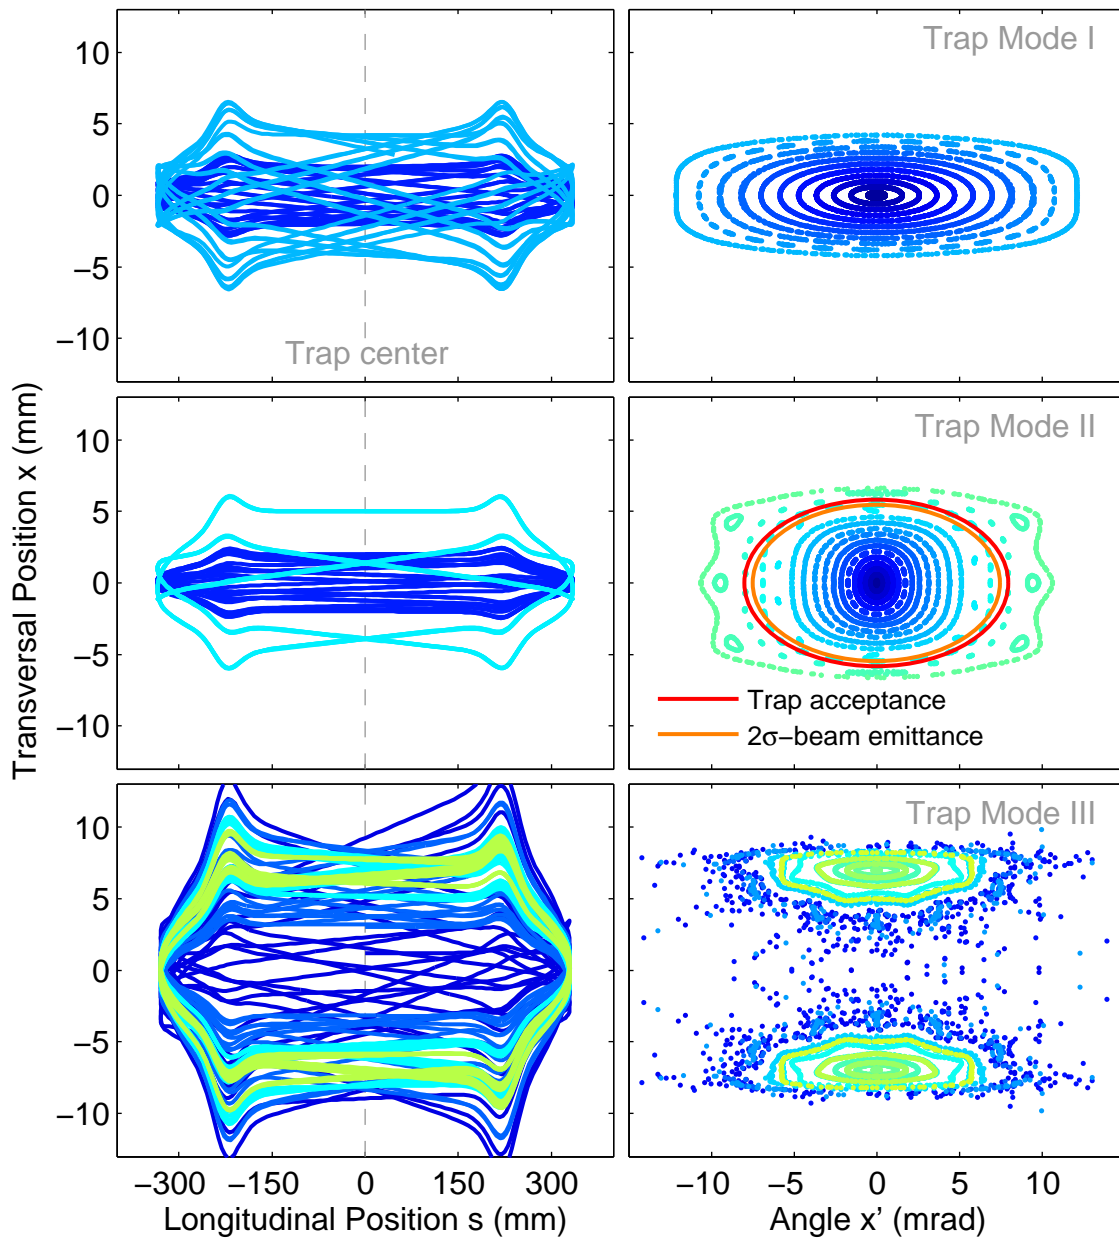 Trap Mode I
10
5
0
−5
−10
Trap center
Trap Mode II
10
5
0
−5
−10
Trap acceptance
2σ−beam emittance
Transversal Position x (mm)
Trap Mode III
10
5
0
−5
−10
−300 −150 0 150 300
−10 −5 0 5 10
Longitudinal Position s (mm)
Angle x’ (mrad)